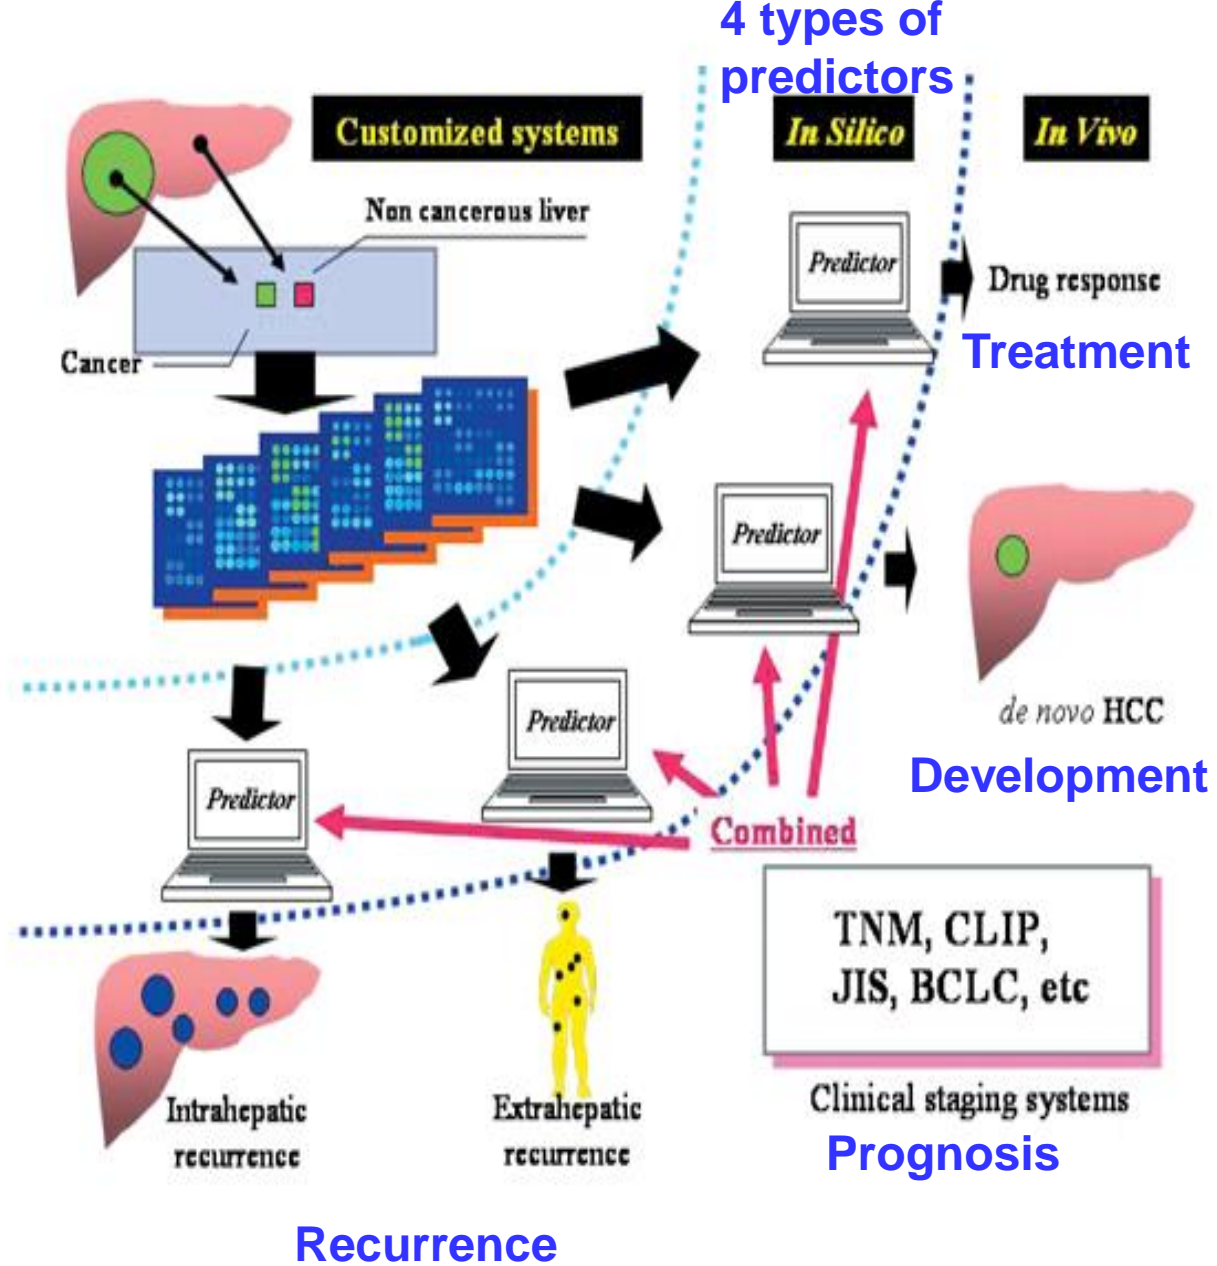 4 types of
predictors
Customized systems
In Silico
In Vivo
Non cancerous liver
Predictor
Drug response
Cancer
Treatment
Predictor
de novo HCC
Predictor
Development
Predictor
Combined
TNM, CLIP,
JIS, BCLC, etc
Intrahepatic
recurrence
Extrahepatic
recurrence
Clinical staging systems
Prognosis
Recurrence